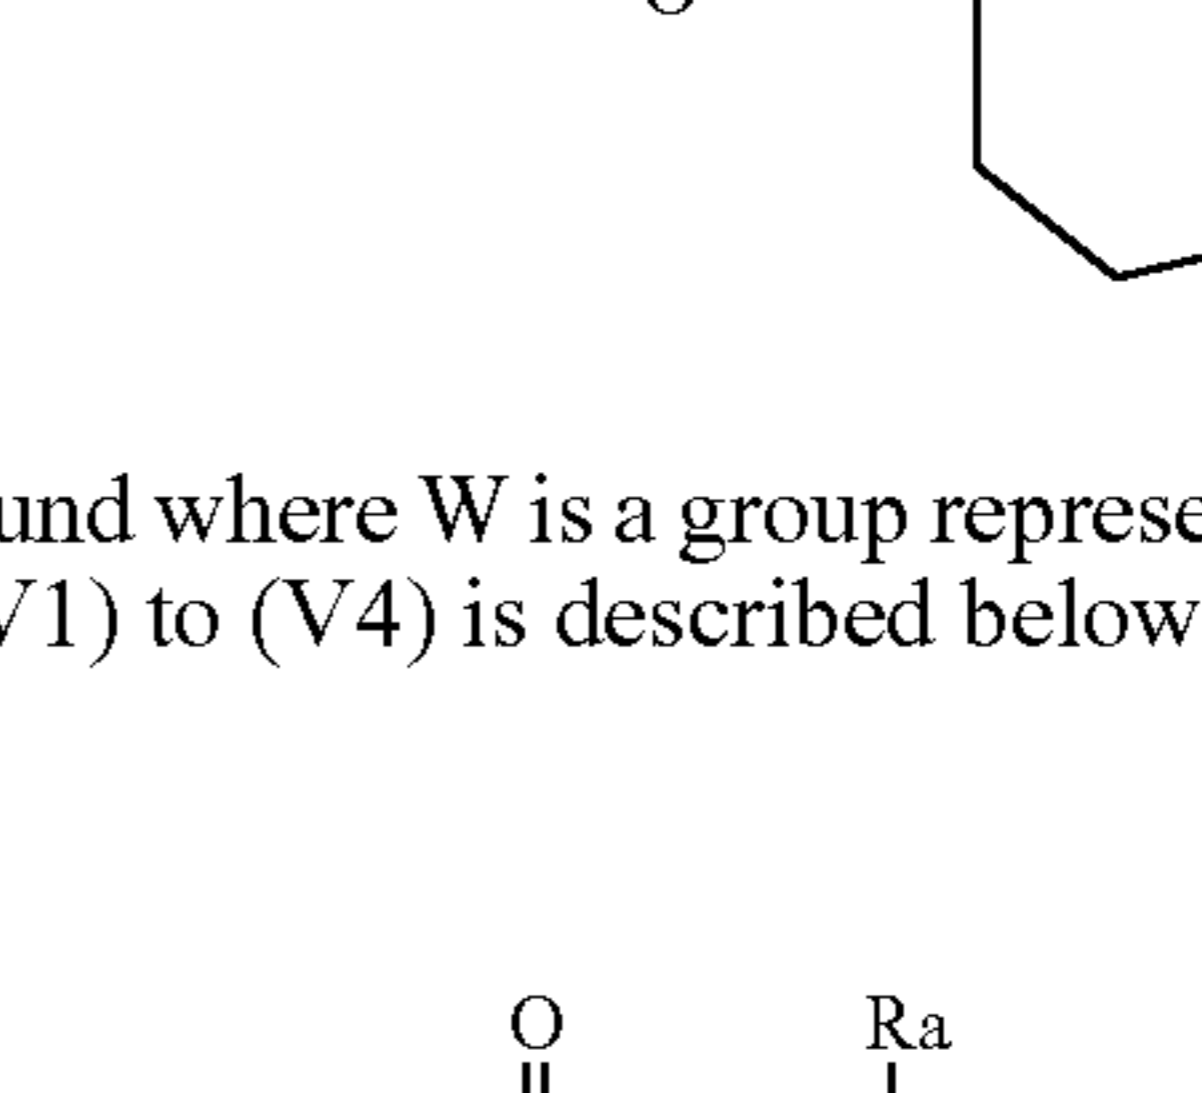 und where W is a group represe
V1) to (V4) is described below
O
Ra